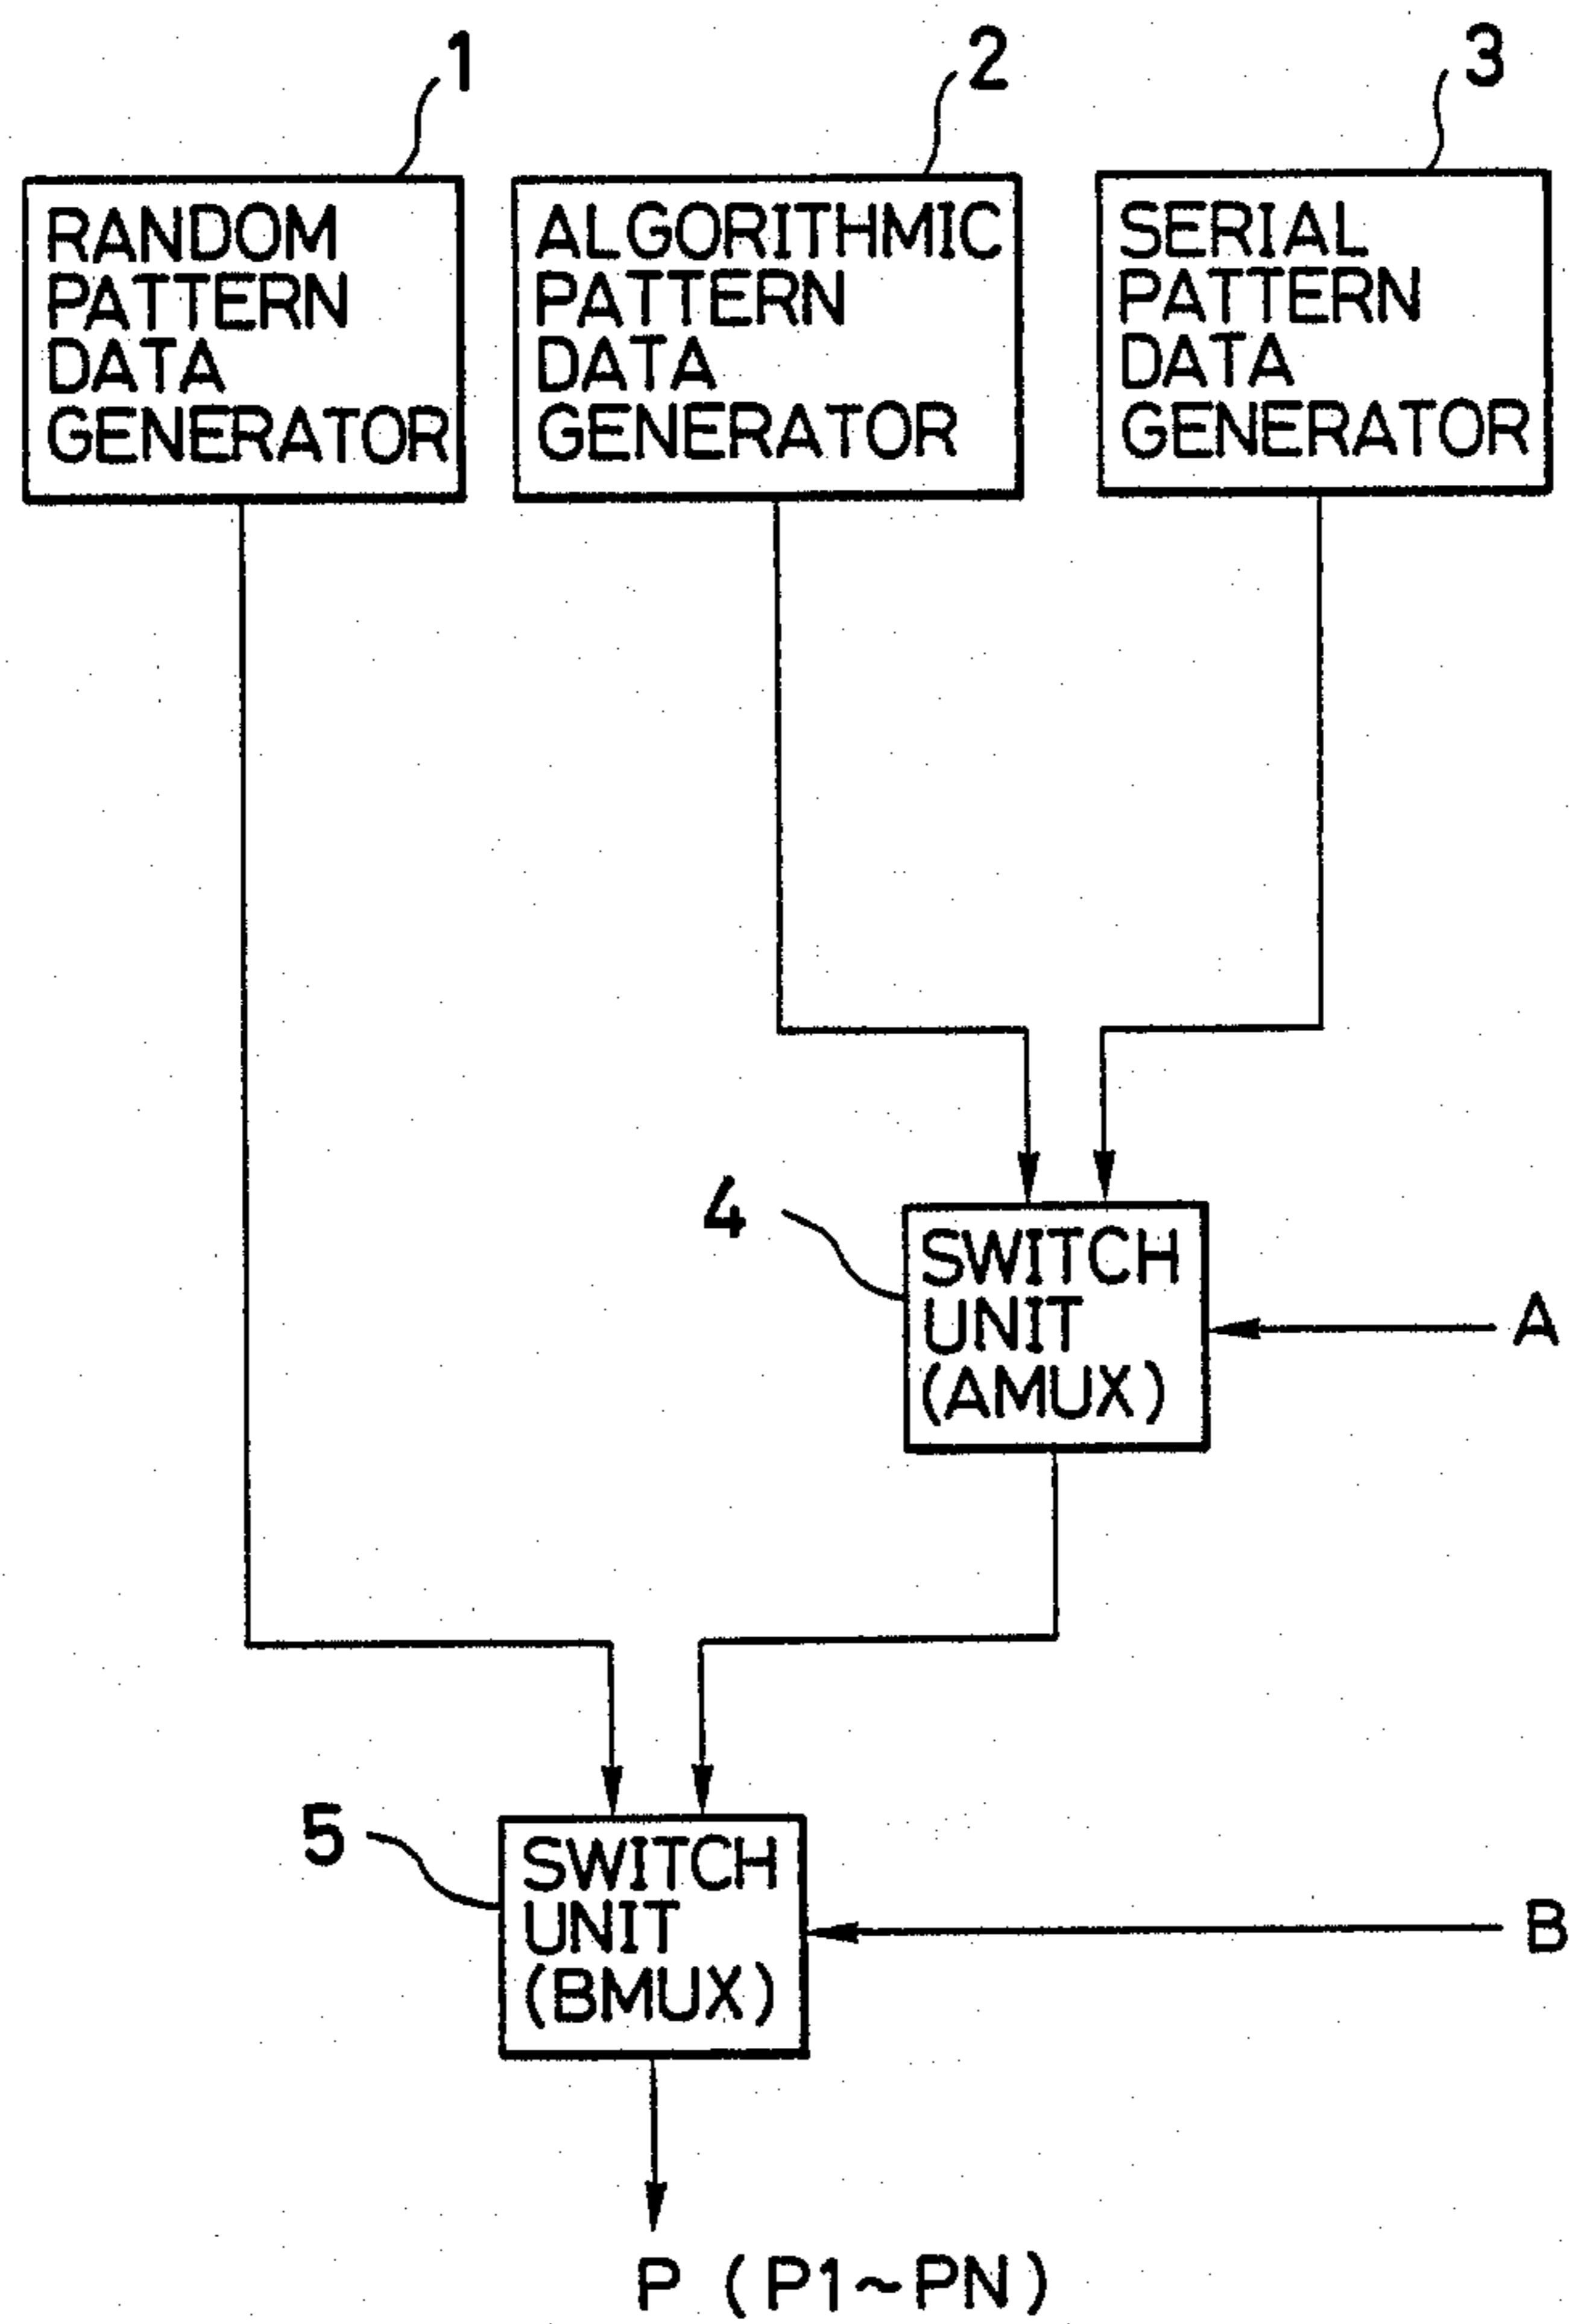 1
2
3
RANDOM
PATTERN
DATA
GENERATOR
ALGORITHMIC
PATTERN
DATA
GENERATOR
SERIAL
PATTERN
DATA
GENERATOR
4
SWITCH
UNIT
(AMUX)
A
5
SWITCH
UNIT
(BMUX)
B
P (P1~PN)